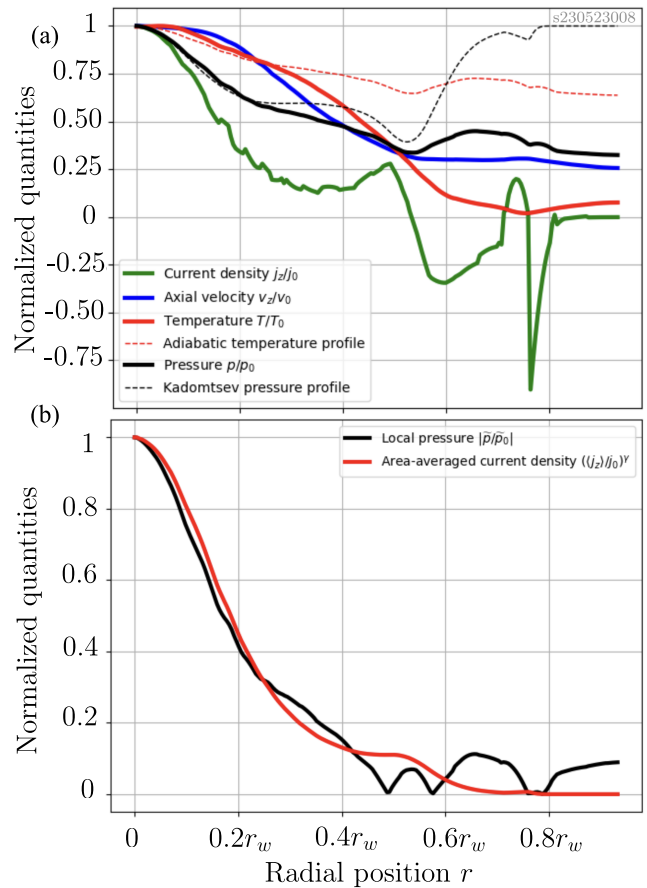 (a)
s230523008
Normalized quantities
1
0.75
0.50
0.25
0
-0.25
-0.50
-0.75
Current density j_z/j_0
Axial velocity v_z/v_0
Temperature T/T_0
Adiabatic temperature profile
Pressure p/p_0
Kadomtsev pressure profile
(b)
Normalized quantities
1
0.8
0.6
0.4
0.2
0
Local pressure |p̃/p̃_0|
Area-averaged current density (⟨j_z⟩/j_0)^γ
0 0.2r_w 0.4r_w 0.6r_w 0.8r_w
Radial position r